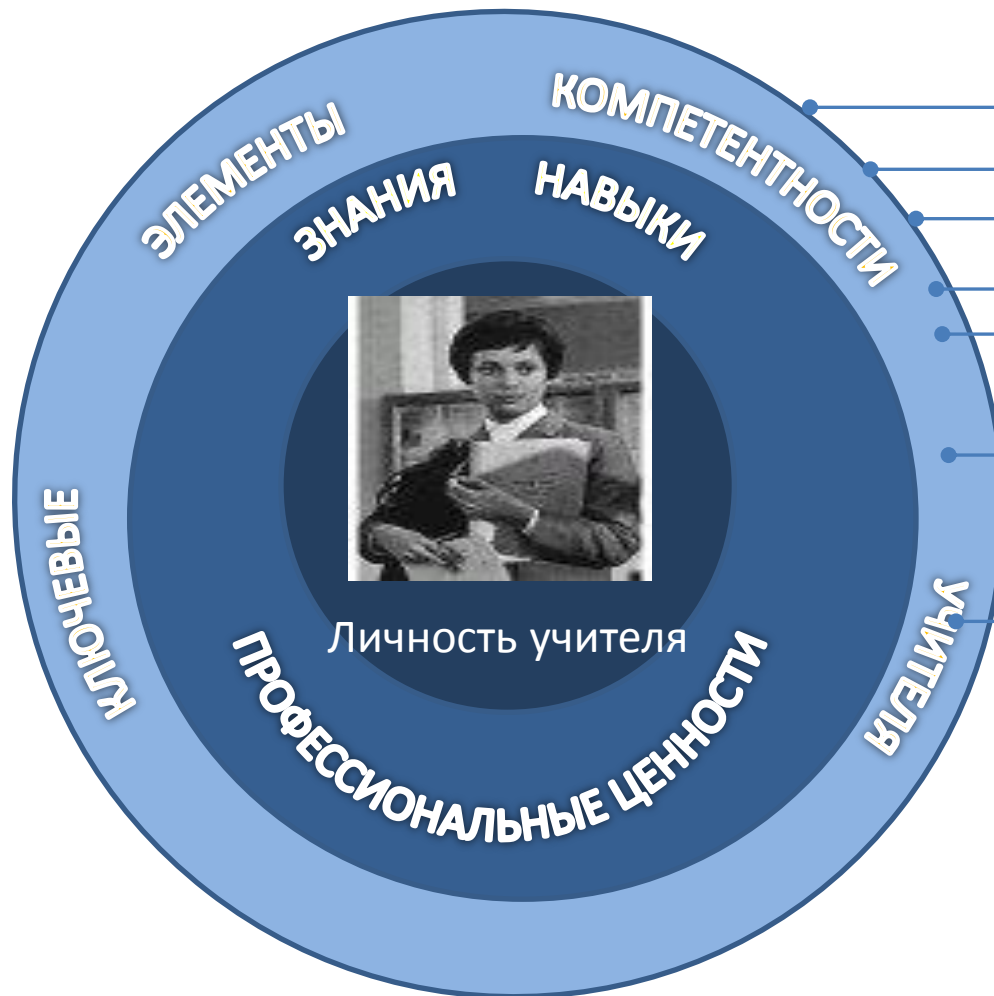 КЛЮЧЕВЫЕ ЭЛЕМЕНТЫ КОМПЕТЕНТНОСТИ УЧИТЕЛЯ
ЗНАНИЯ НАВЫКИ
Личность учителя
ПРОФЕССИОНАЛЬНЫЕ ЦЕННОСТИ